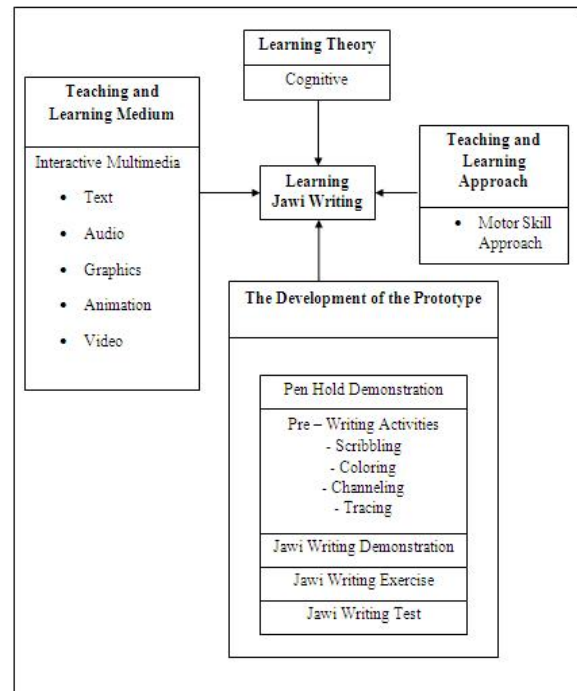 Learning Theory
Cognitive
Teaching and
Learning Medium
Interactive Multimedia
• Text
• Audio
• Graphics
• Animation
• Video
Learning
Jawi Writing
Teaching and
Learning
Approach
• Motor Skill
Approach
The Development of the Prototype
Pen Hold Demonstration
Pre – Writing Activities
- Scribbling
- Coloring
- Channeling
- Tracing
Jawi Writing Demonstration
Jawi Writing Exercise
Jawi Writing Test